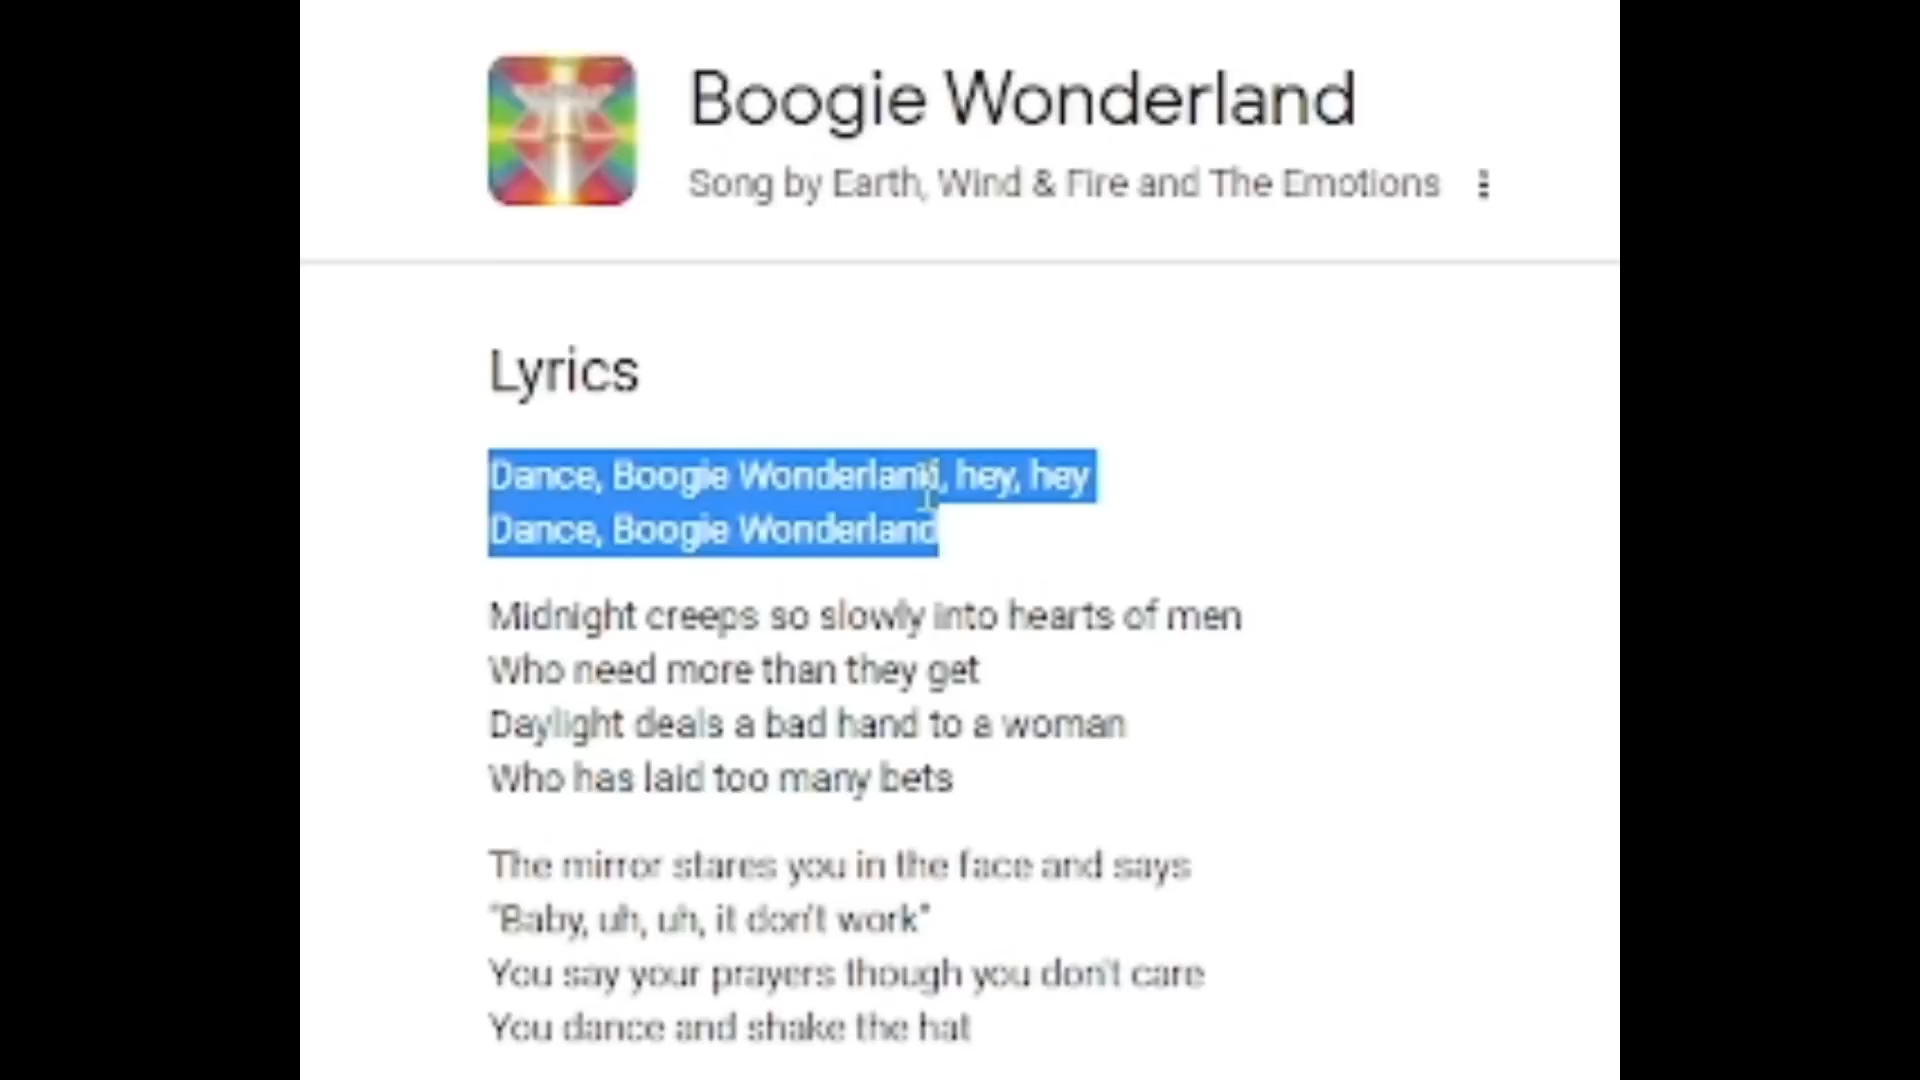 Boogie Wonderland
Song by Earth, Wind & Fire and The Emotions
Lyrics
Dance, Boogie Wonderland, hey, hey
Dance, Boogie Wonderland
Midnight creeps so slowly into hearts of men
Who need more than they get
Daylight deals a bad hand to a woman
Who has laid too many bets
The mirror stares you in the face and says
"Baby, uh, uh, it don't work"
You say your prayers though you don't care
You dance and shake the hat